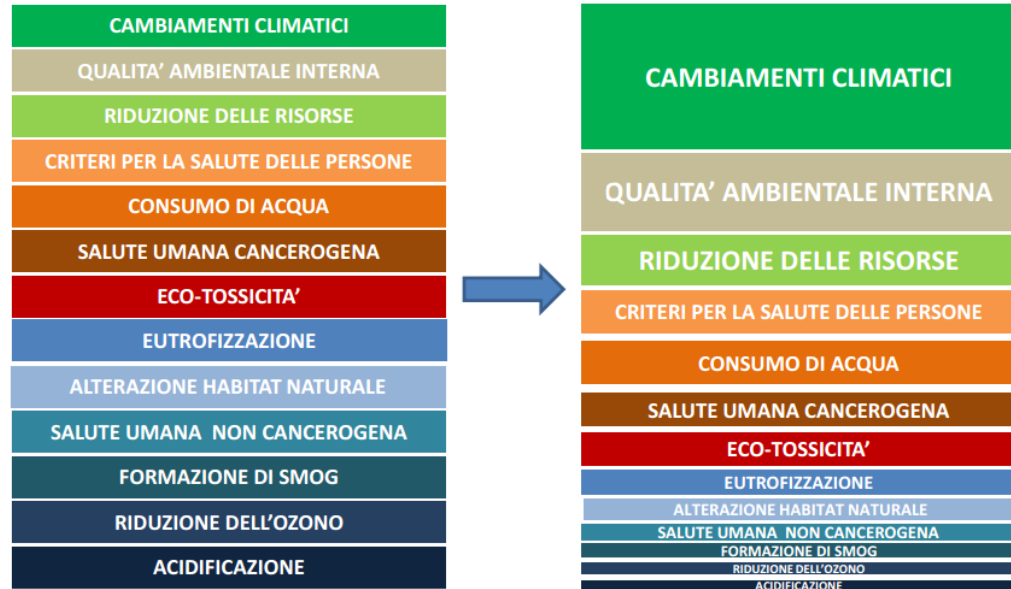 CAMBIAMENTI CLIMATICI
QUALITA’ AMBIENTALE INTERNA
RIDUZIONE DELLE RISORSE
CRITERI PER LA SALUTE DELLE PERSONE
CONSUMO DI ACQUA
SALUTE UMANA CANCEROGENA
ECO-TOSSICITA’
EUTROFIZZAZIONE
ALTERAZIONE HABITAT NATURALE
SALUTE UMANA NON CANCEROGENA
FORMAZIONE DI SMOG
RIDUZIONE DELL’OZONO
ACIDIFICAZIONE
CAMBIAMENTI CLIMATICI
QUALITA’ AMBIENTALE INTERNA
RIDUZIONE DELLE RISORSE
CRITERI PER LA SALUTE DELLE PERSONE
CONSUMO DI ACQUA
SALUTE UMANA CANCEROGENA
ECO-TOSSICITA’
EUTROFIZZAZIONE
ALTERAZIONE HABITAT NATURALE
SALUTE UMANA NON CANCEROGENA
FORMAZIONE DI SMOG
RIDUZIONE DELL’OZONO
ACIDIFICAZIONE